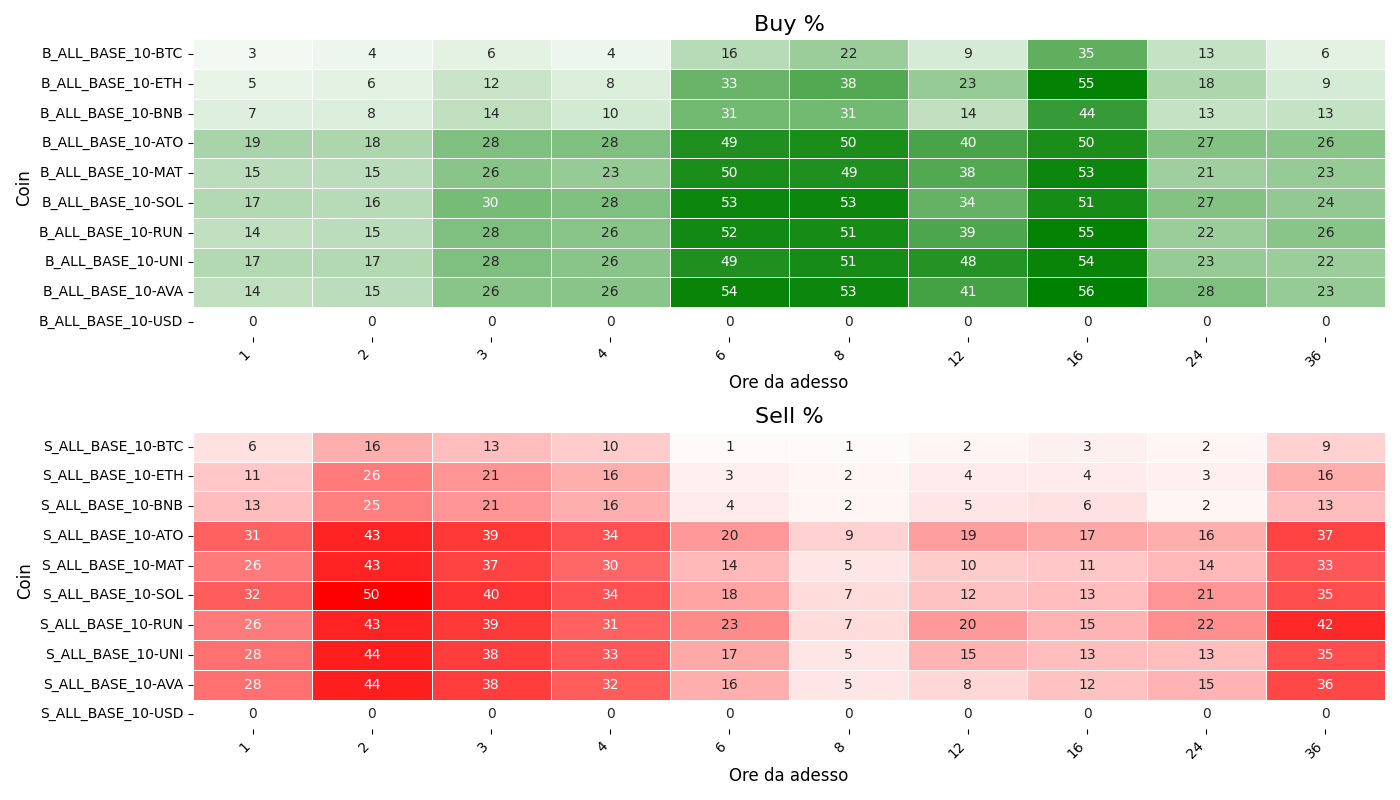 Buy %
Coin
B_ALL_BASE_10-BTC 3 4 6 4 16 22 9 35 13 6
B_ALL_BASE_10-ETH 5 6 12 8 33 38 23 55 18 9
B_ALL_BASE_10-BNB 7 8 14 10 31 31 14 44 13 13
B_ALL_BASE_10-ATO 19 18 28 28 49 50 40 50 27 26
B_ALL_BASE_10-MAT 15 15 26 23 50 49 38 53 21 23
B_ALL_BASE_10-SOL 17 16 30 28 53 53 34 51 27 24
B_ALL_BASE_10-RUN 14 15 28 26 52 51 39 55 22 26
B_ALL_BASE_10-UNI 17 17 28 26 49 51 48 54 23 22
B_ALL_BASE_10-AVA 14 15 26 26 54 53 41 56 28 23
B_ALL_BASE_10-USD 0 0 0 0 0 0 0 0 0 0
1 2 3 4 6 8 12 16 24 36
Ore da adesso
Sell %
Coin
S_ALL_BASE_10-BTC 6 16 13 10 1 1 2 3 2 9
S_ALL_BASE_10-ETH 11 26 21 16 3 2 4 4 3 16
S_ALL_BASE_10-BNB 13 25 21 16 4 2 5 6 2 13
S_ALL_BASE_10-ATO 31 43 39 34 20 9 19 17 16 37
S_ALL_BASE_10-MAT 26 43 37 30 14 5 10 11 14 33
S_ALL_BASE_10-SOL 32 50 40 34 18 7 12 13 21 35
S_ALL_BASE_10-RUN 26 43 39 31 23 7 20 15 22 42
S_ALL_BASE_10-UNI 28 44 38 33 17 5 15 13 13 35
S_ALL_BASE_10-AVA 28 44 38 32 16 5 8 12 15 36
S_ALL_BASE_10-USD 0 0 0 0 0 0 0 0 0 0
1 2 3 4 6 8 12 16 24 36
Ore da adesso